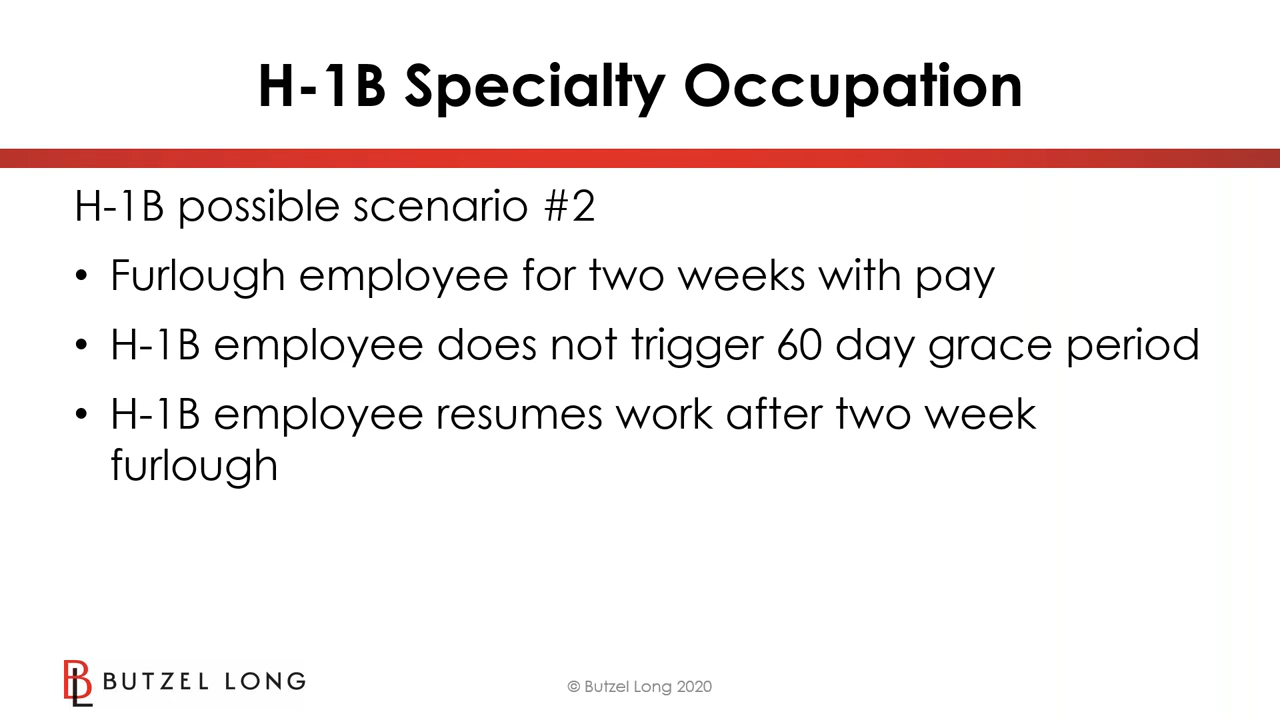 H-1B Specialty Occupation
H-1B possible scenario #2
• Furlough employee for two weeks with pay
• H-1B employee does not trigger 60 day grace period
• H-1B employee resumes work after two week
furlough
BL BUTZEL LONG
© Butzel Long 2020